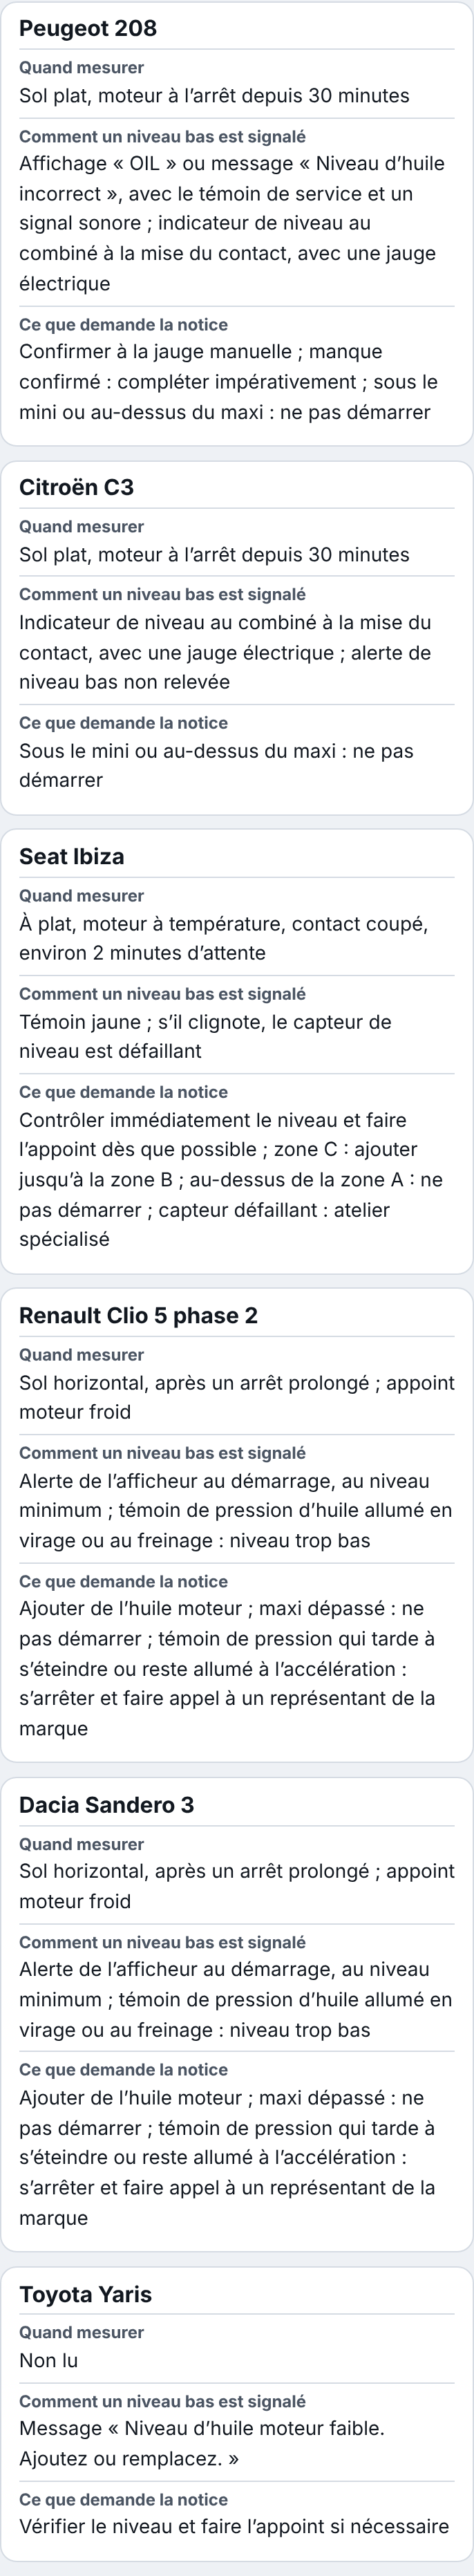 Peugeot 208
Quand mesurer
Sol plat, moteur à l’arrêt depuis 30 minutes
Comment un niveau bas est signalé
Affichage « OIL » ou message « Niveau d’huile
incorrect », avec le témoin de service et un
signal sonore ; indicateur de niveau au
combiné à la mise du contact, avec une jauge
électrique
Ce que demande la notice
Confirmer à la jauge manuelle ; manque
confirmé : compléter impérativement ; sous le
mini ou au-dessus du maxi : ne pas démarrer
Citroën C3
Quand mesurer
Sol plat, moteur à l’arrêt depuis 30 minutes
Comment un niveau bas est signalé
Indicateur de niveau au combiné à la mise du
contact, avec une jauge électrique ; alerte de
niveau bas non relevée
Ce que demande la notice
Sous le mini ou au-dessus du maxi : ne pas
démarrer
Seat Ibiza
Quand mesurer
À plat, moteur à température, contact coupé,
environ 2 minutes d’attente
Comment un niveau bas est signalé
Témoin jaune ; s’il clignote, le capteur de
niveau est défaillant
Ce que demande la notice
Contrôler immédiatement le niveau et faire
l’appoint dès que possible ; zone C : ajouter
jusqu’à la zone B ; au-dessus de la zone A : ne
pas démarrer ; capteur défaillant : atelier
spécialisé
Renault Clio 5 phase 2
Quand mesurer
Sol horizontal, après un arrêt prolongé ; appoint
moteur froid
Comment un niveau bas est signalé
Alerte de l’afficheur au démarrage, au niveau
minimum ; témoin de pression d’huile allumé en
virage ou au freinage : niveau trop bas
Ce que demande la notice
Ajouter de l’huile moteur ; maxi dépassé : ne
pas démarrer ; témoin de pression qui tarde à
s’éteindre ou reste allumé à l’accélération :
s’arrêter et faire appel à un représentant de la
marque
Dacia Sandero 3
Quand mesurer
Sol horizontal, après un arrêt prolongé ; appoint
moteur froid
Comment un niveau bas est signalé
Alerte de l’afficheur au démarrage, au niveau
minimum ; témoin de pression d’huile allumé en
virage ou au freinage : niveau trop bas
Ce que demande la notice
Ajouter de l’huile moteur ; maxi dépassé : ne
pas démarrer ; témoin de pression qui tarde à
s’éteindre ou reste allumé à l’accélération :
s’arrêter et faire appel à un représentant de la
marque
Toyota Yaris
Quand mesurer
Non lu
Comment un niveau bas est signalé
Message « Niveau d’huile moteur faible.
Ajoutez ou remplacez. »
Ce que demande la notice
Vérifier le niveau et faire l’appoint si nécessaire